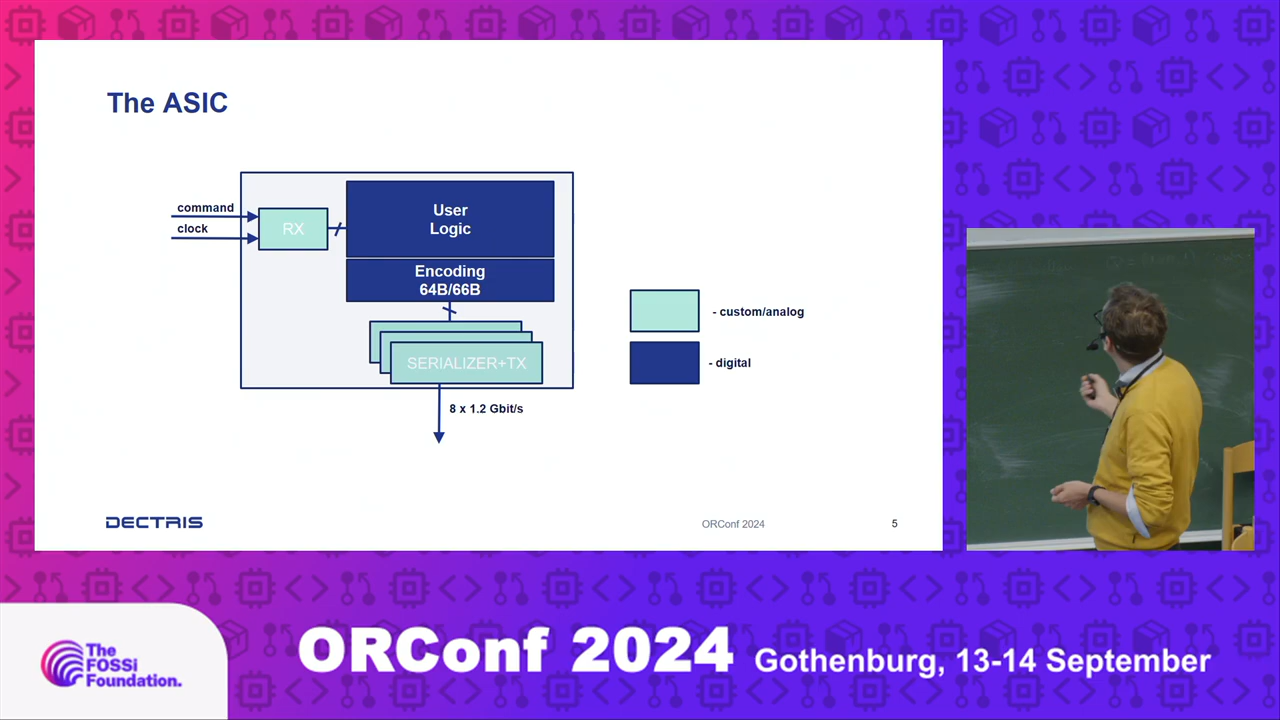 The ASIC
command
clock
RX
User
Logic
Encoding
64B/66B
SERIALIZER+TX
8 x 1.2 Gbit/s
- custom/analog
- digital
DECTRIS
ORConf 2024
5
The
FOSSi
Foundation.
ORConf 2024
Gothenburg, 13-14 September